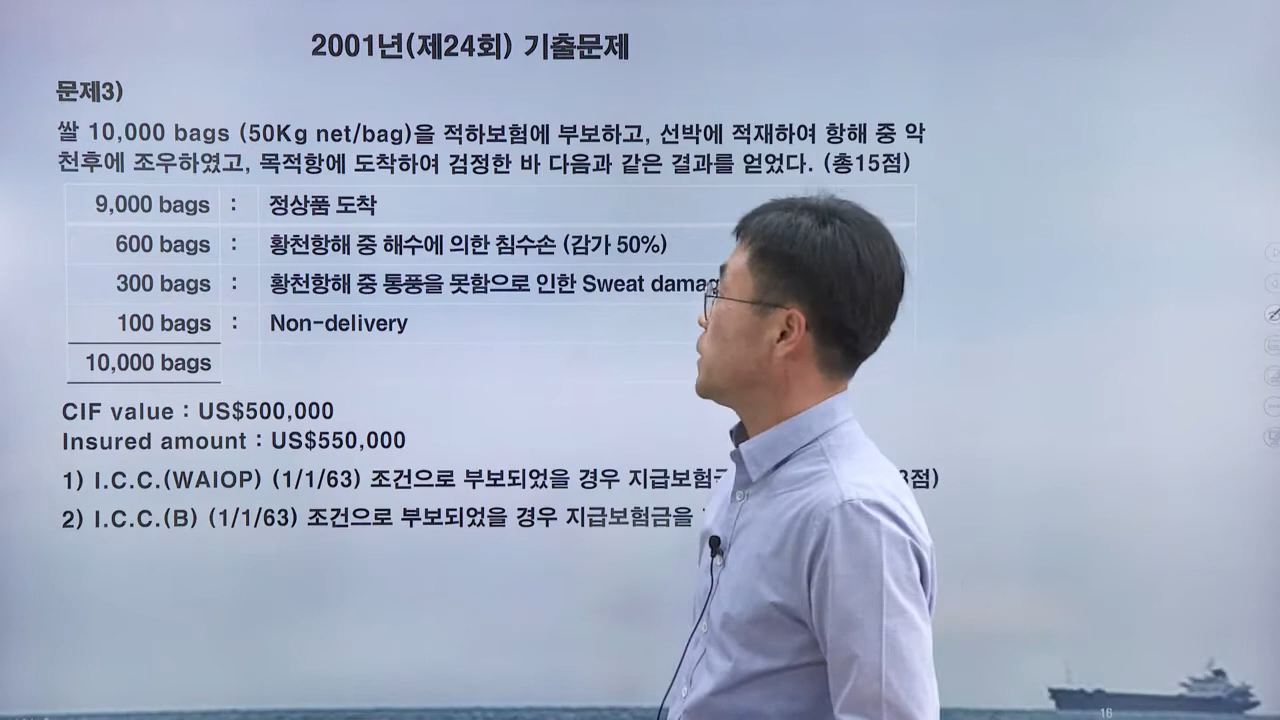 2001년(제24회) 기출문제
문제3)
쌀 10,000 bags (50Kg net/bag)을 적하보험에 부보하고, 선박에 적재하여 항해 중 악
천후에 조우하였고, 목적항에 도착하여 검정한 바 다음과 같은 결과를 얻었다. (총15점)
9,000 bags : 정상품 도착
600 bags : 황천항해 중 해수에 의한 침수손 (감가 50%)
300 bags : 황천항해 중 통풍을 못함으로 인한 Sweat
100 bags : Non-delivery
10,000 bags
CIF value : US$500,000
Insured amount : US$550,000
1) I.C.C.(WAIOP) (1/1/63) 조건으로 부보되었을 경우
2) I.C.C.(B) (1/1/63) 조건으로 부보되었을 경우 지급보험금을
16